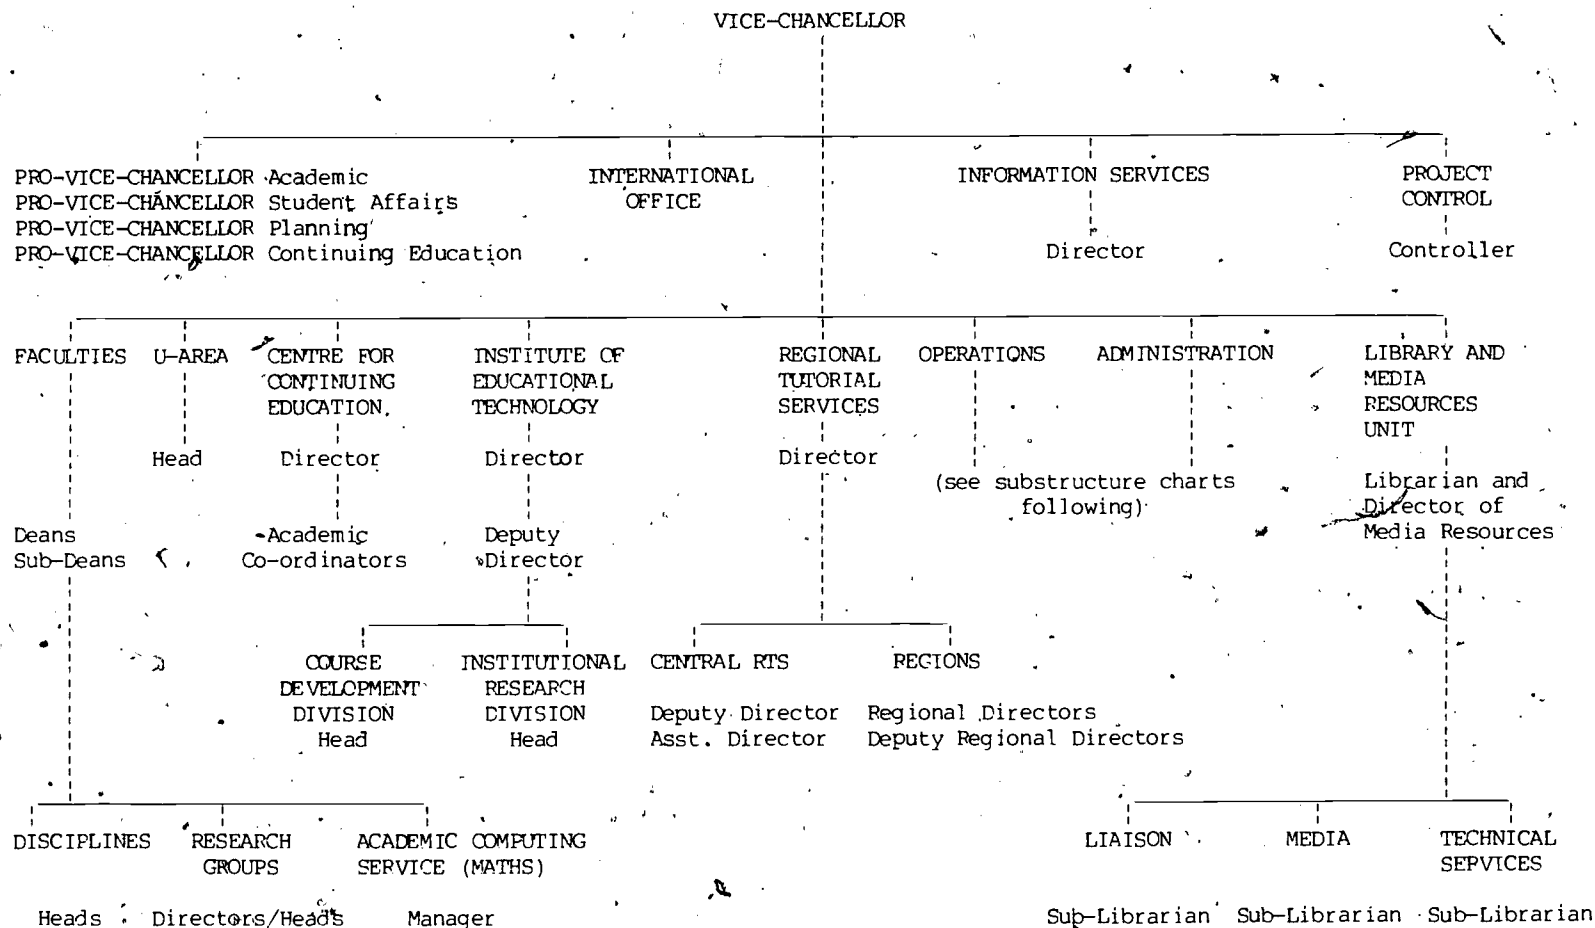 VICE-CHANCELLOR
PRO-VICE-CHANCELLOR Academic
PRO-VICE-CHANCELLOR Student Affairs
PRO-VICE-CHANCELLOR Planning
PRO-VICE-CHANCELLOR Continuing Education
INTERNATIONAL
OFFICE
INFORMATION SERVICES
Director
PROJECT
CONTROL
Controller
FACULTIES
Deans
Sub-Deans
U-AREA
Head
CENTRE FOR
CONTINUING
EDUCATION
Director
Academic
Co-ordinators
INSTITUTE OF
EDUCATIONAL
TECHNOLOGY
Director
Deputy
Director
REGIONAL
TUTORIAL
SERVICES
Director
OPERATIONS
ADMINISTRATION
(see substructure charts
following)
LIBRARY AND
MEDIA
RESOURCES
UNIT
Librarian and
Director of
Media Resources
COURSE
DEVELOPMENT
DIVISION
Head
INSTITUTIONAL
RESEARCH
DIVISION
Head
CENTRAL RTS
Deputy Director
Asst. Director
REGIONS
Regional Directors
Deputy Regional Directors
DISCIPLINES
Heads
RESEARCH
GROUPS
Directors/Heads
ACADEMIC COMPUTING
SERVICE (MATHS)
Manager
LIAISON
Sub-Librarian
MEDIA
Sub-Librarian
TECHNICAL
SERVICES
Sub-Librarian